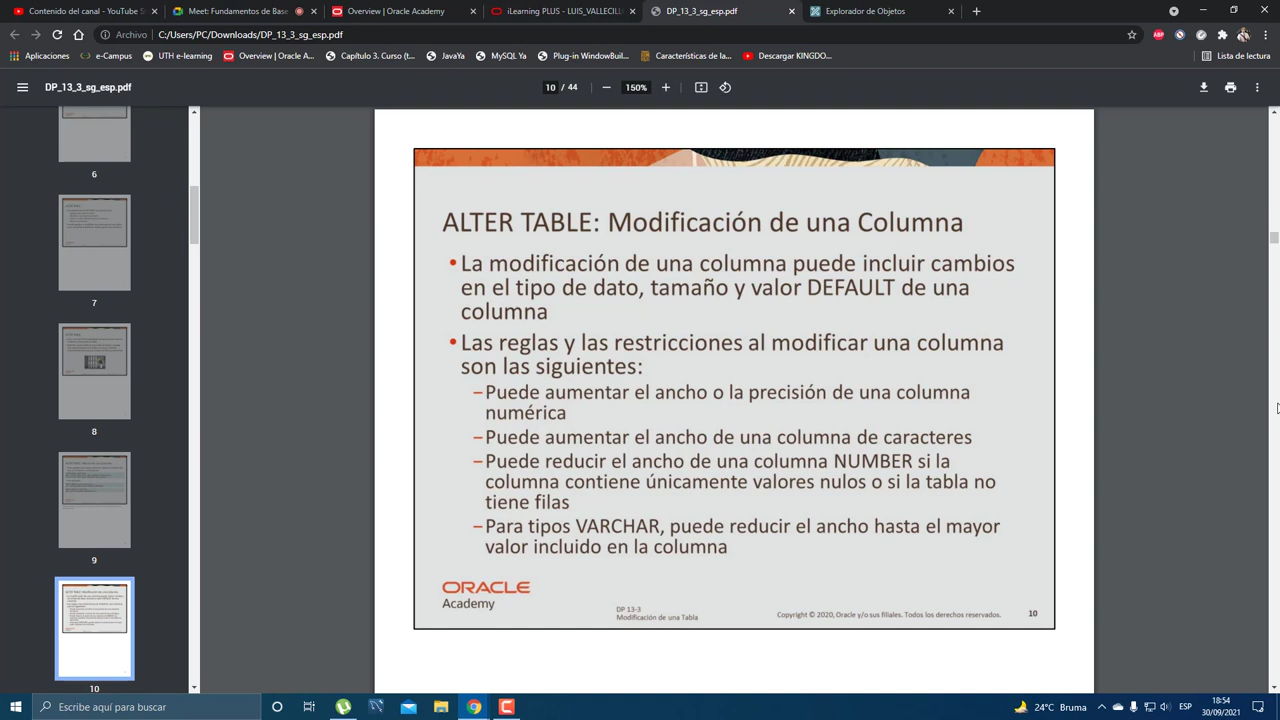 Contenido del canal - YouTube S
Meet: Fundamentos de Base
Overview | Oracle Academy
iLearning PLUS - LUIS_VALLECILL
DP_13_3_sg_esp.pdf
Explorador de Objetos
Archivo
C:/Users/PC/Downloads/DP_13_3_sg_esp.pdf
Aplicaciones
e-Campus
UTH e-learning
Overview | Oracle A...
Capítulo 3. Curso (t...
JavaYa
MySQL Ya
Plug-in WindowBuil...
Características de la...
Descargar KINGDO...
Lista de lectura
DP_13_3_sg_esp.pdf
10 / 44
150%
6
7
8
9
10
ALTER TABLE: Modificación de una Columna
•La modificación de una columna puede incluir cambios
en el tipo de dato, tamaño y valor DEFAULT de una
columna
•Las reglas y las restricciones al modificar una columna
son las siguientes:
–Puede aumentar el ancho o la precisión de una columna
numérica
–Puede aumentar el ancho de una columna de caracteres
–Puede reducir el ancho de una columna NUMBER si la
columna contiene únicamente valores nulos o si la tabla no
tiene filas
–Para tipos VARCHAR, puede reducir el ancho hasta el mayor
valor incluido en la columna
ORACLE
Academy
DP 13-3
Modificación de una Tabla
Copyright © 2020, Oracle y/o sus filiales. Todos los derechos reservados.
10
Escribe aquí para buscar
24°C Bruma
ESP
18:54
30/09/2021